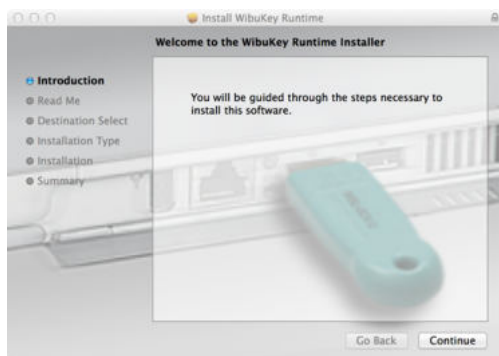 Install WibuKey Runtime
Welcome to the WibuKey Runtime Installer
Introduction
Read Me
Destination Select
Installation Type
Installation
Summary
You will be guided through the steps necessary to
install this software.
Go Back
Continue